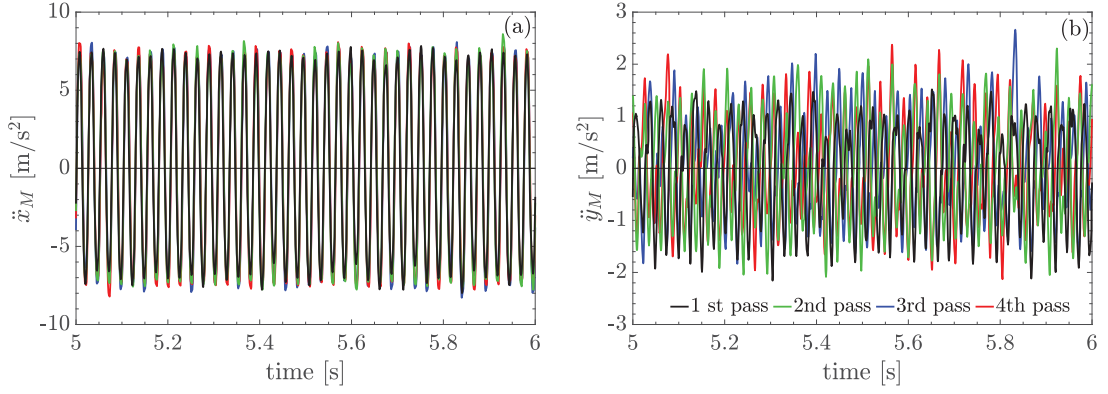 (a)
10
5
0
-5
-10
ẍ_M [m/s²]
5 5.2 5.4 5.6 5.8 6
time [s]
(b)
3
2
1
0
-1
-2
-3
ÿ_M [m/s²]
1 st pass 2nd pass 3rd pass 4th pass
5 5.2 5.4 5.6 5.8 6
time [s]